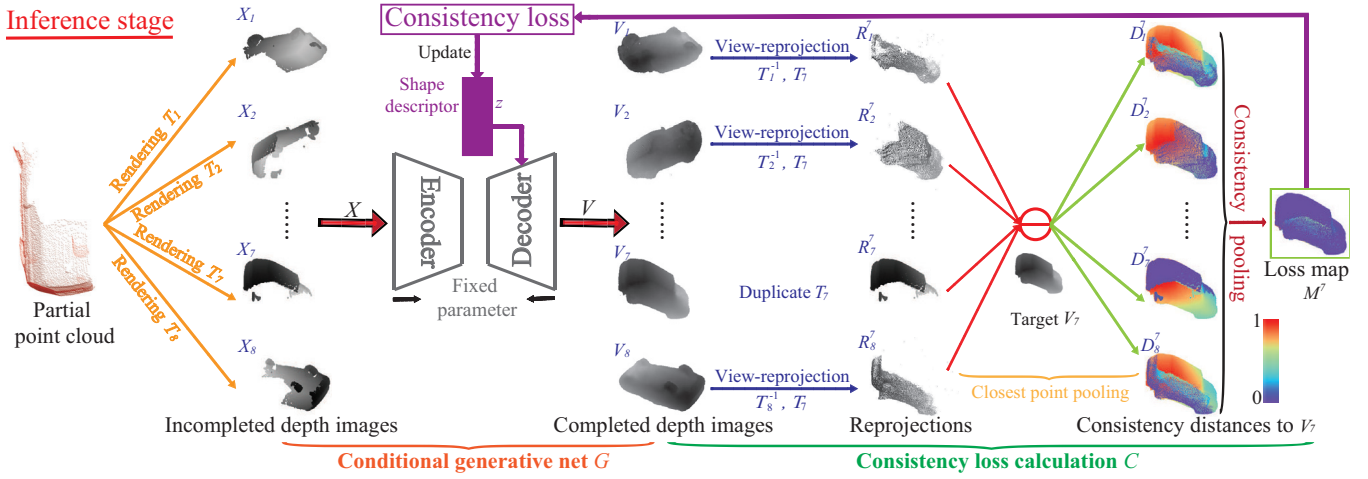 Inference stage
Partial
point cloud
Rendering T₁
Rendering T₂
Rendering T₇
Rendering T₈
X₁
X₂
X₇
X₈
Incompleted depth images
Consistency loss
Update
Shape
descriptor
z
X
Encoder
Decoder
V
Fixed
parameter
Conditional generative net G
V₁
V₂
V₇
V₈
Completed depth images
View-reprojection
T₁⁻¹, T₇
View-reprojection
T₂⁻¹, T₇
Duplicate T₇
View-reprojection
T₈⁻¹, T₇
R₁⁷
R₂⁷
R₇⁷
R₈⁷
Reprojections
Target V₇
Closest point pooling
D₁⁷
D₂⁷
D₇⁷
D₈⁷
1
0
Consistency distances to V₇
Consistency loss calculation C
Consistency pooling
Loss map
M⁷